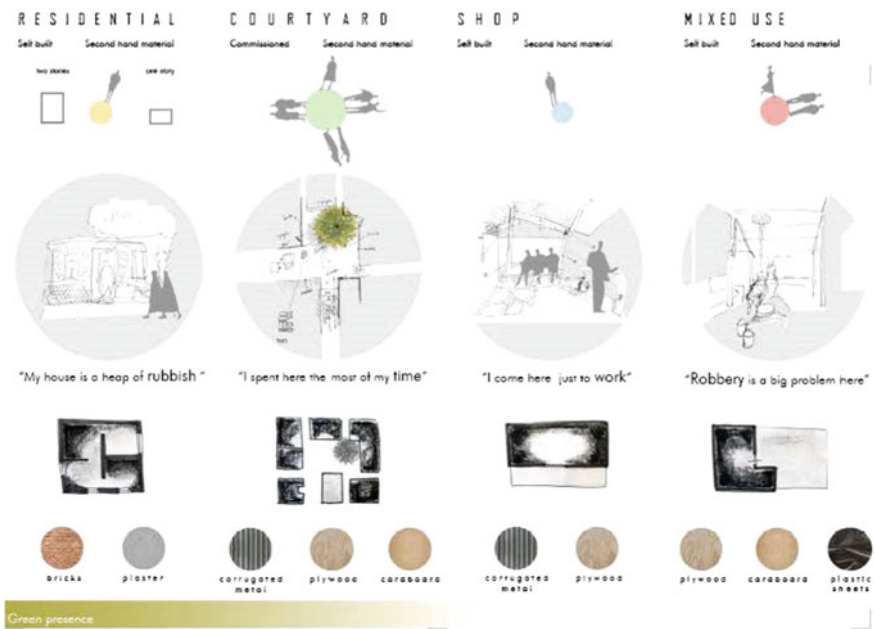 RESIDENTIAL
COURTYARD
SHOP
MIXED USE
Self built Second hand material
Commissioned Second hand material
Self built Second hand material
Self built Second hand material
two stories
one story
"My house is a heap of rubbish "
"I spent here the most of my time"
"I come here just to work"
"Robbery is a big problem here"
bricks
plaster
corrugated
metal
plywood
coraboara
corrugated
metal
plywood
plywood
coraboara
plastic
sheets
Green presence